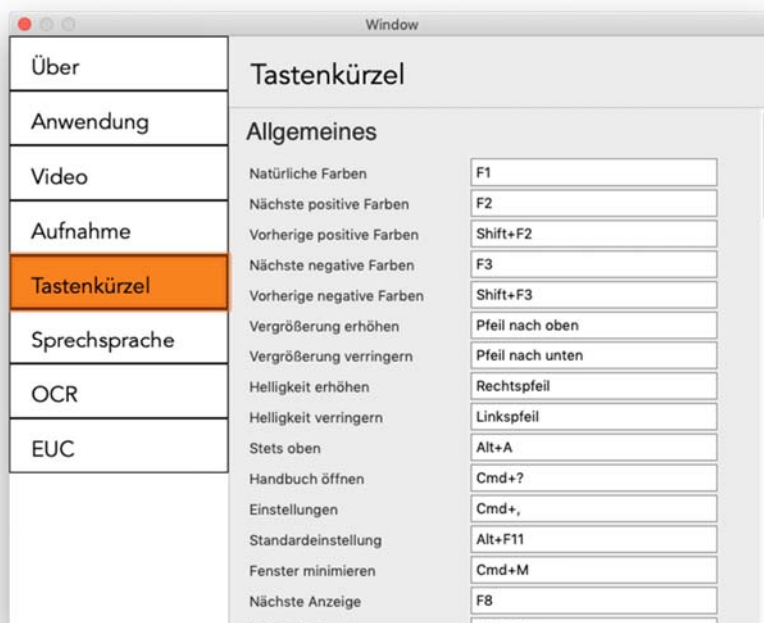 Window
Über
Anwendung
Video
Aufnahme
Tastenkürzel
Sprechsprache
OCR
EUC
Tastenkürzel
Allgemeines
Natürliche Farben F1
Nächste positive Farben F2
Vorherige positive Farben Shift+F2
Nächste negative Farben F3
Vorherige negative Farben Shift+F3
Vergrößerung erhöhen Pfeil nach oben
Vergrößerung verringern Pfeil nach unten
Helligkeit erhöhen Rechtspfeil
Helligkeit verringern Linkspfeil
Stets oben Alt+A
Handbuch öffnen Cmd+?
Einstellungen Cmd+,
Standardeinstellung Alt+F11
Fenster minimieren Cmd+M
Nächste Anzeige F8